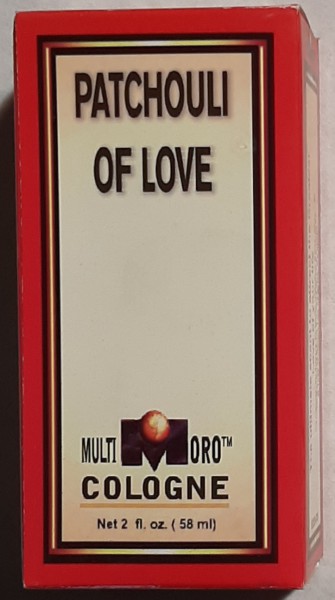 PATCHOULI
OF LOVE
MULTI M ORO™
COLOGNE
Net 2 fl. oz. ( 58 ml)